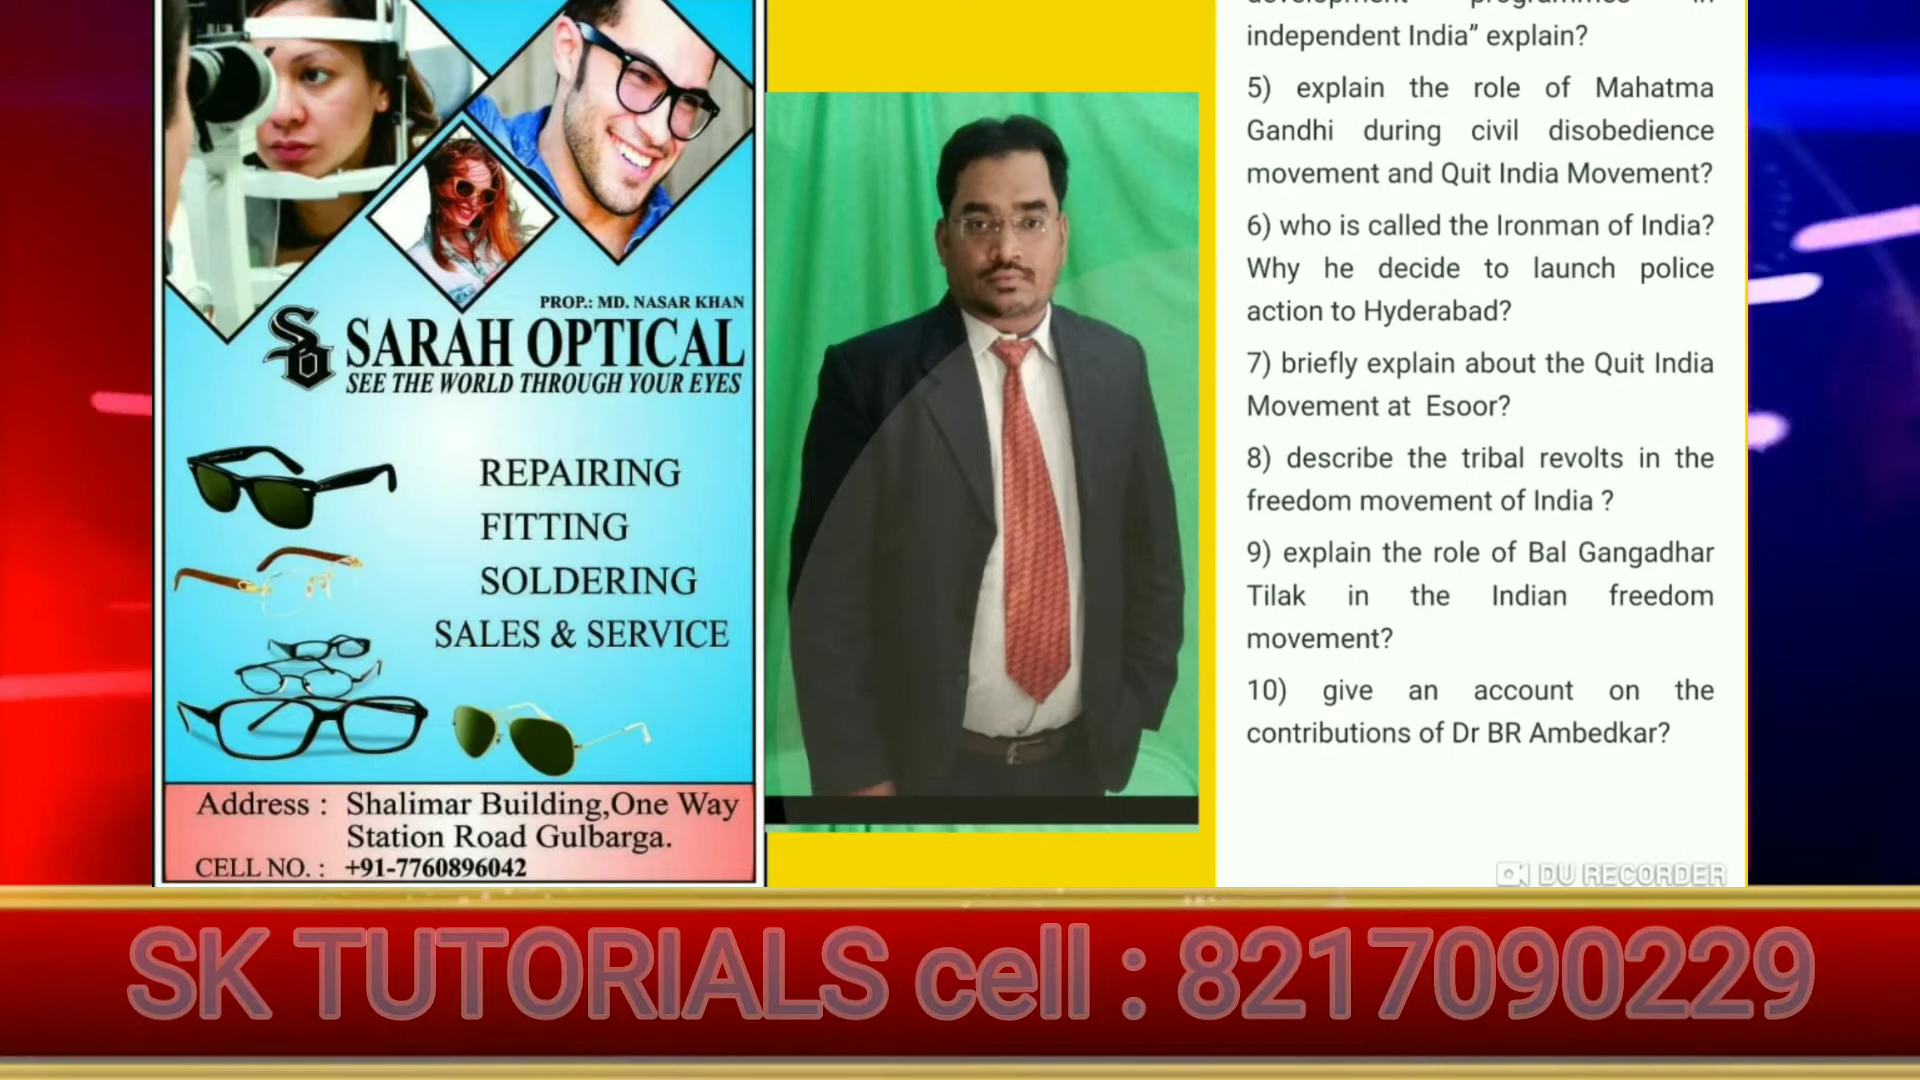 PROP.: MD. NASAR KHAN
SARAH OPTICAL
SEE THE WORLD THROUGH YOUR EYES
REPAIRING
FITTING
SOLDERING
SALES & SERVICE
Address : Shalimar Building,One Way
Station Road Gulbarga.
CELL NO. : +91-7760896042
development programmes in
independent India” explain?
5) explain the role of Mahatma
Gandhi during civil disobedience
movement and Quit India Movement?
6) who is called the Ironman of India?
Why he decide to launch police
action to Hyderabad?
7) briefly explain about the Quit India
Movement at Esoor?
8) describe the tribal revolts in the
freedom movement of India ?
9) explain the role of Bal Gangadhar
Tilak in the Indian freedom
movement?
10) give an account on the
contributions of Dr BR Ambedkar?
DU RECORDER
SK TUTORIALS cell : 8217090229